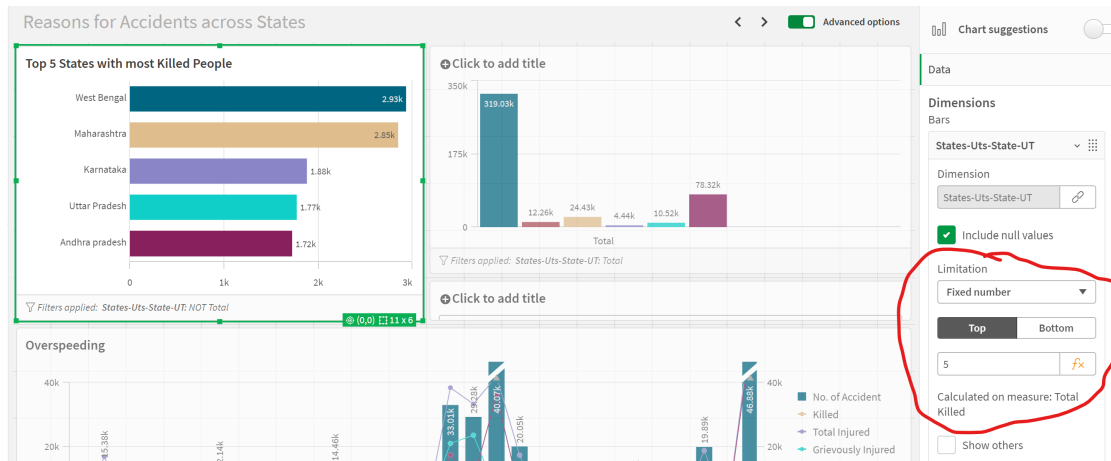 Reasons for Accidents across States
Advanced options
Chart suggestions
Top 5 States with most Killed People
West Bengal
2.93k
Maharashtra
2.85k
Karnataka
1.88k
Uttar Pradesh
1.77k
Andhra pradesh
1.72k
0 1k 2k 3k
Filters applied: States-Uts-State-UT: NOT Total
(0,0) 11 x 6
Click to add title
350k
319.03k
175k
12.26k
24.43k
4.44k
10.52k
78.32k
0
Total
Filters applied: States-Uts-State-UT: Total
Click to add title
Overspeeding
40k
20k
15.38k
14.46k
33.01k
40.07k
20.05k
19.89k
46.88k
40k
20k
No. of Accident
Killed
Total Injured
Grievously Injured
Data
Dimensions
Bars
States-Uts-State-UT
Dimension
States-Uts-State-UT
Include null values
Limitation
Fixed number
Top Bottom
5 fx
Calculated on measure: Total
Killed
Show others